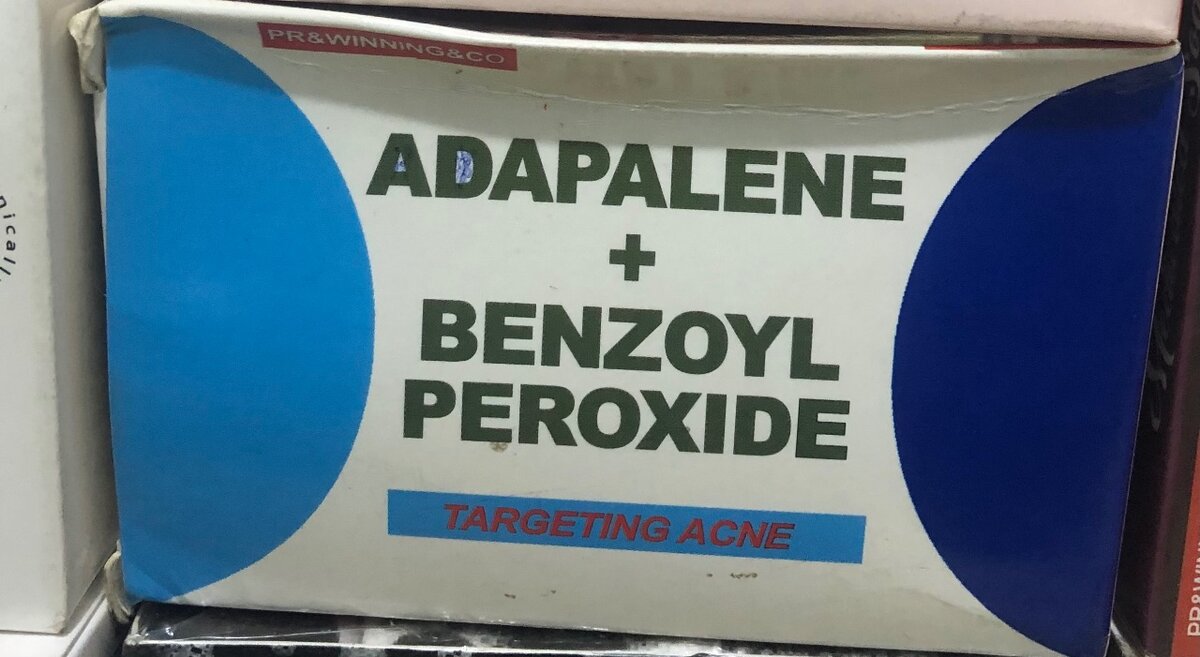 PR&WINNING&CO
ADAPALENE
+
BENZOYL
PEROXIDE
TARGETING ACNE